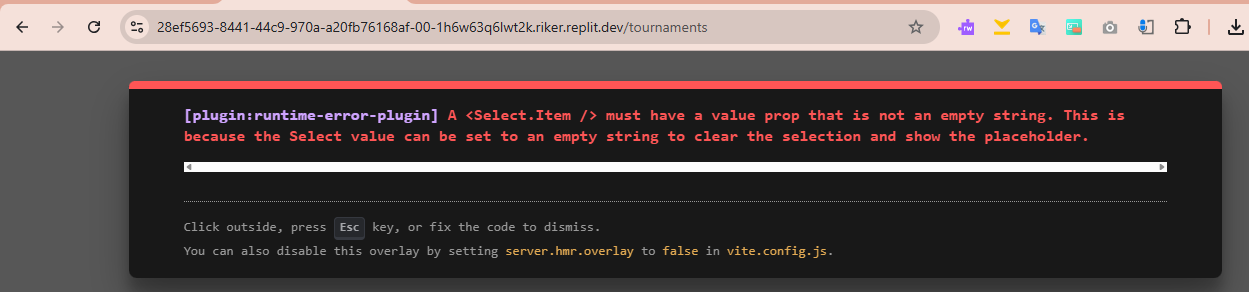 28ef5693-8441-44c9-970a-a20fb76168af-00-1h6w63q6lwt2k.riker.replit.dev/tournaments
rw
[plugin:runtime-error-plugin] A <Select.Item /> must have a value prop that is not an empty string. This is
because the Select value can be set to an empty string to clear the selection and show the placeholder.
Click outside, press Esc key, or fix the code to dismiss.
You can also disable this overlay by setting server.hmr.overlay to false in vite.config.js.